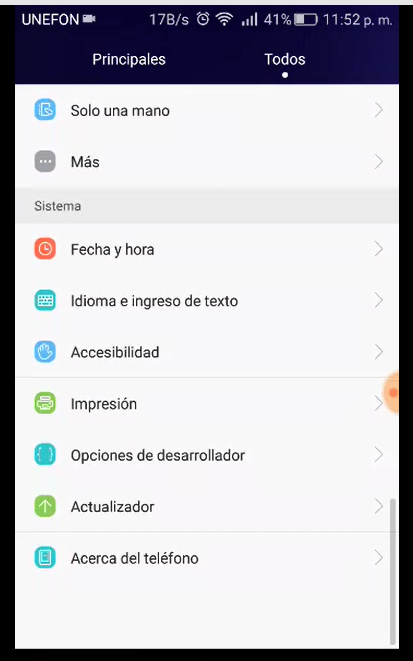 UNEFON 17B/s 41% 11:52 p. m.
Principales Todos
Solo una mano
Más
Sistema
Fecha y hora
Idioma e ingreso de texto
Accesibilidad
Impresión
Opciones de desarrollador
Actualizador
Acerca del teléfono